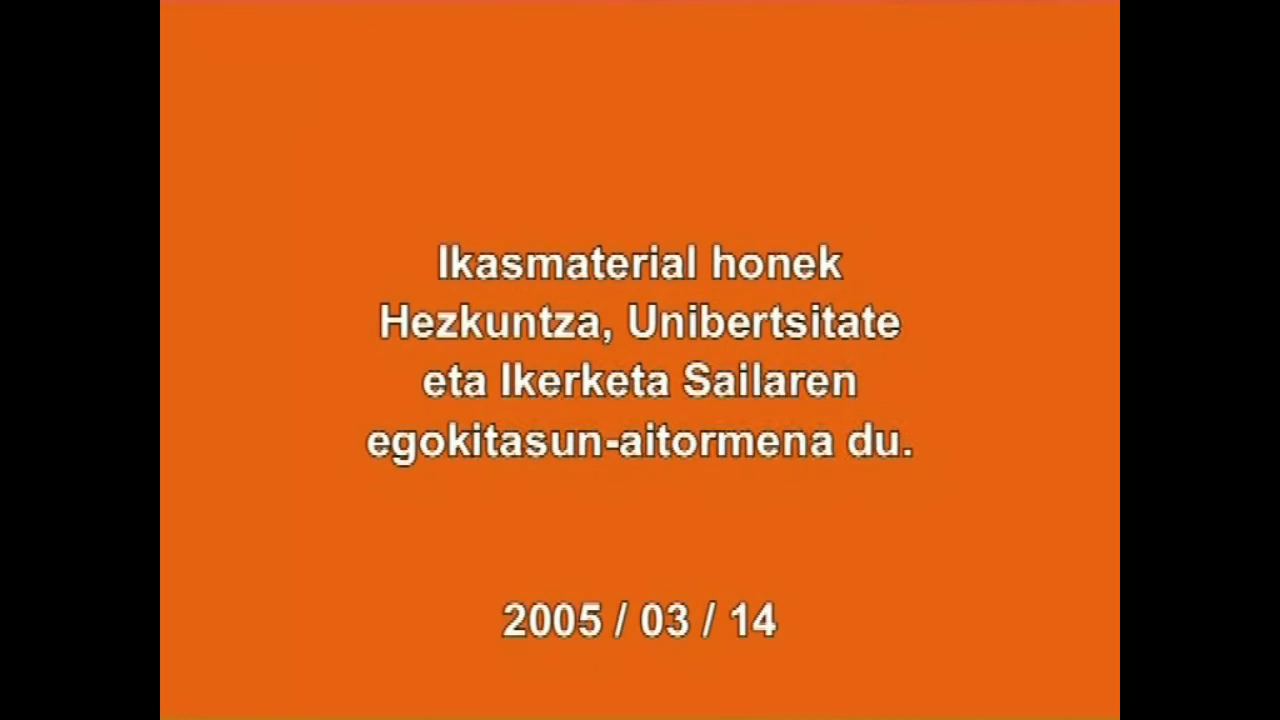 Ikasmaterial honek
Hezkuntza, Unibertsitate
eta Ikerketa Sailaren
egokitasun-aitormena du.
2005 / 03 / 14